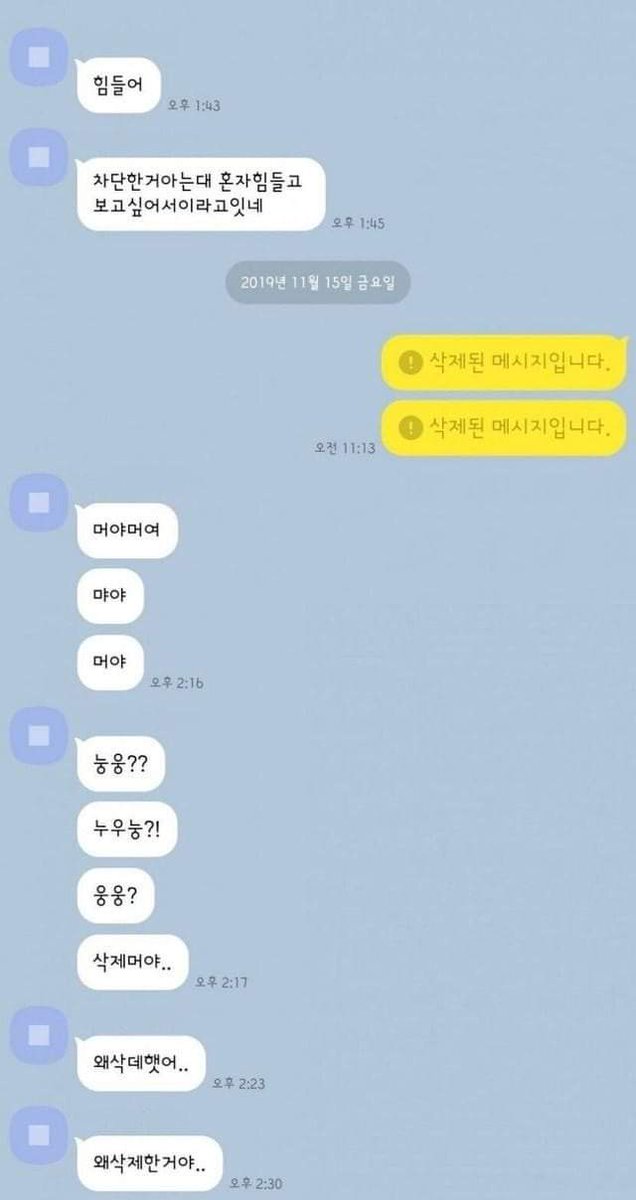 힘들어
오후 1:43
차단한거아는대 혼자힘들고
보고싶어서이라고잇네
오후 1:45
2019년 11월 15일 금요일
삭제된 메시지입니다.
삭제된 메시지입니다.
오전 11:13
머야머여
먀야
머야
오후 2:16
눙웅??
누우눙?!
웅웅?
삭제머야..
오후 2:17
왜삭데햇어..
오후 2:23
왜삭제한거야..
오후 2:30